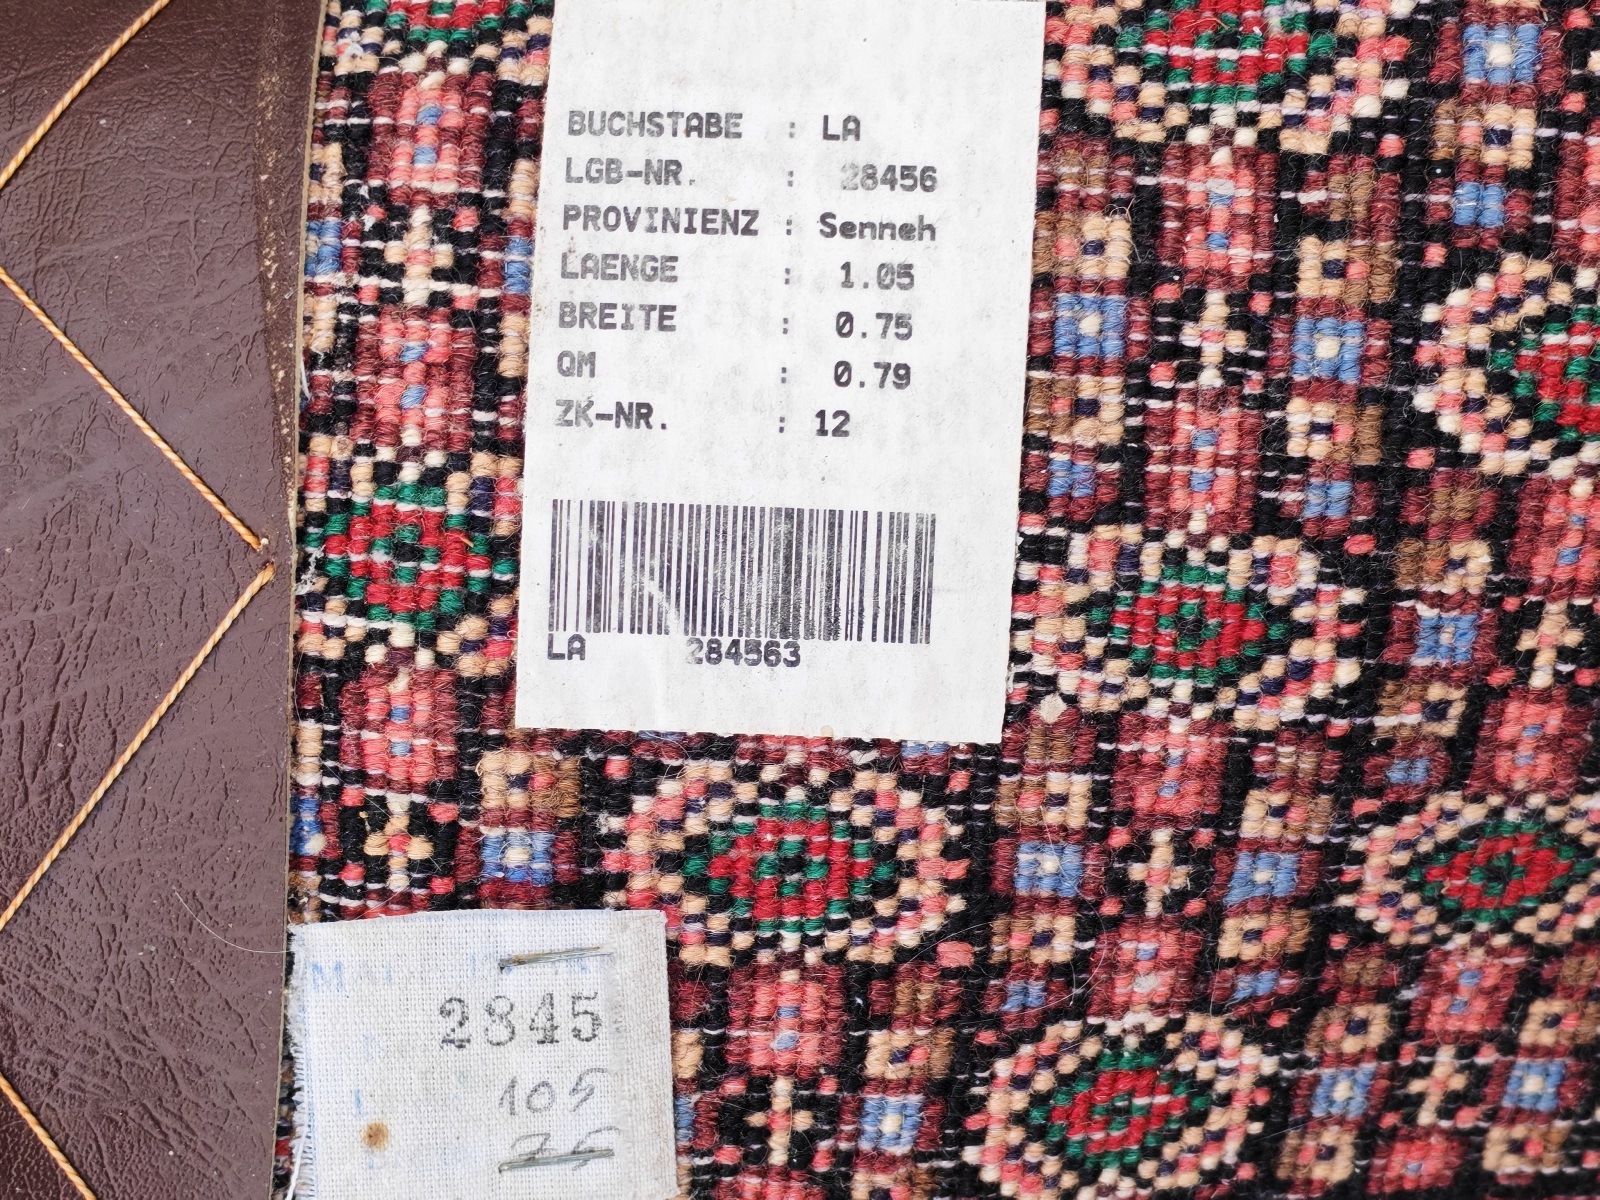 BUCHSTABE : LA
LGB-NR. : 28456
PROVINIENZ : Senneh
LAENGE : 1.05
BREITE : 0.75
QM : 0.79
ZK-NR. : 12
LA 284563
2845
105
75